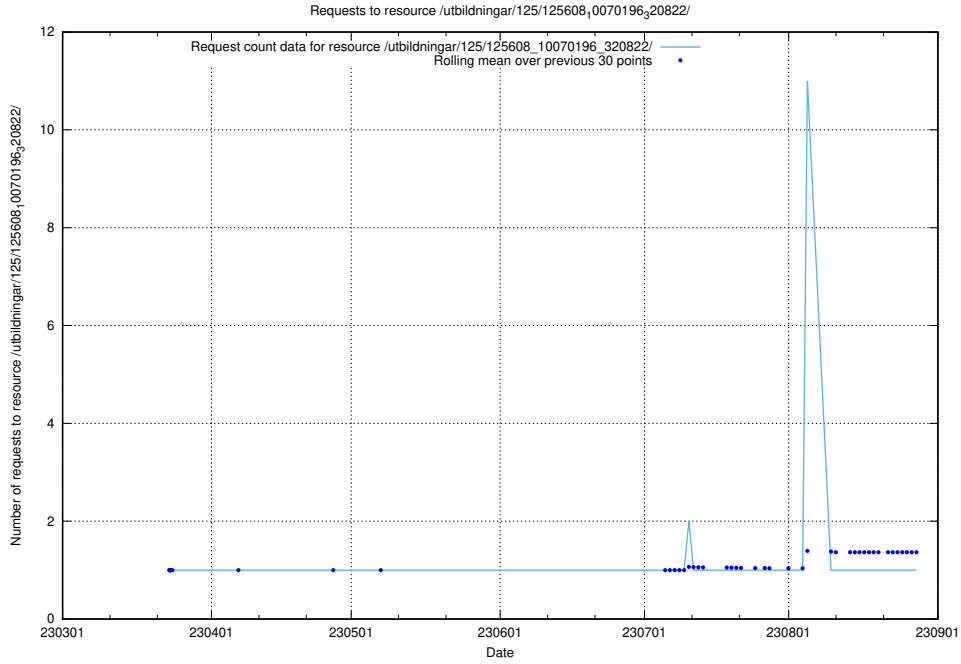 Requests to resource /utbildningar/125/125608₁0070196₃20822/
Request count data for resource /utbildningar/125/125608_10070196_320822/
Rolling mean over previous 30 points
Number of requests to resource /utbildningar/125/125608₁0070196₃20822/
12
10
8
6
4
2
0
230301 230401 230501 230601 230701 230801 230901
Date